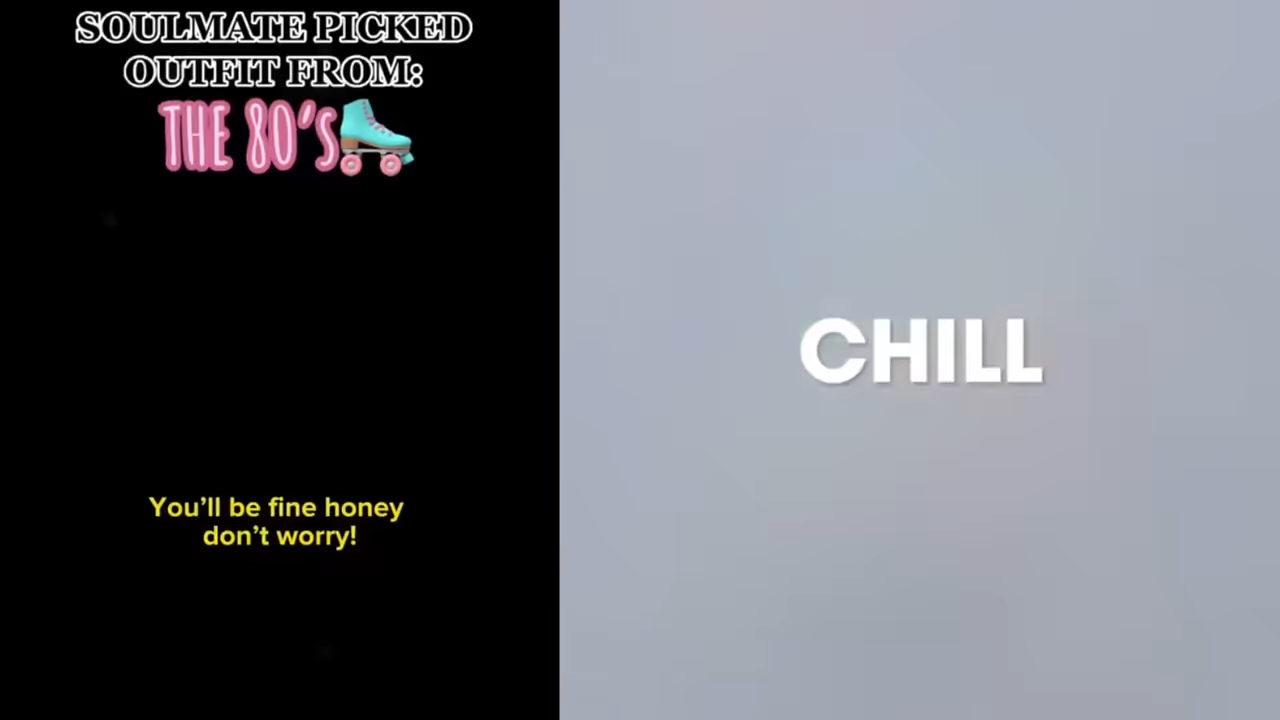 SOULMATE PICKED
OUTFIT FROM:
THE 80's
You'll be fine honey
don't worry!
CHILL